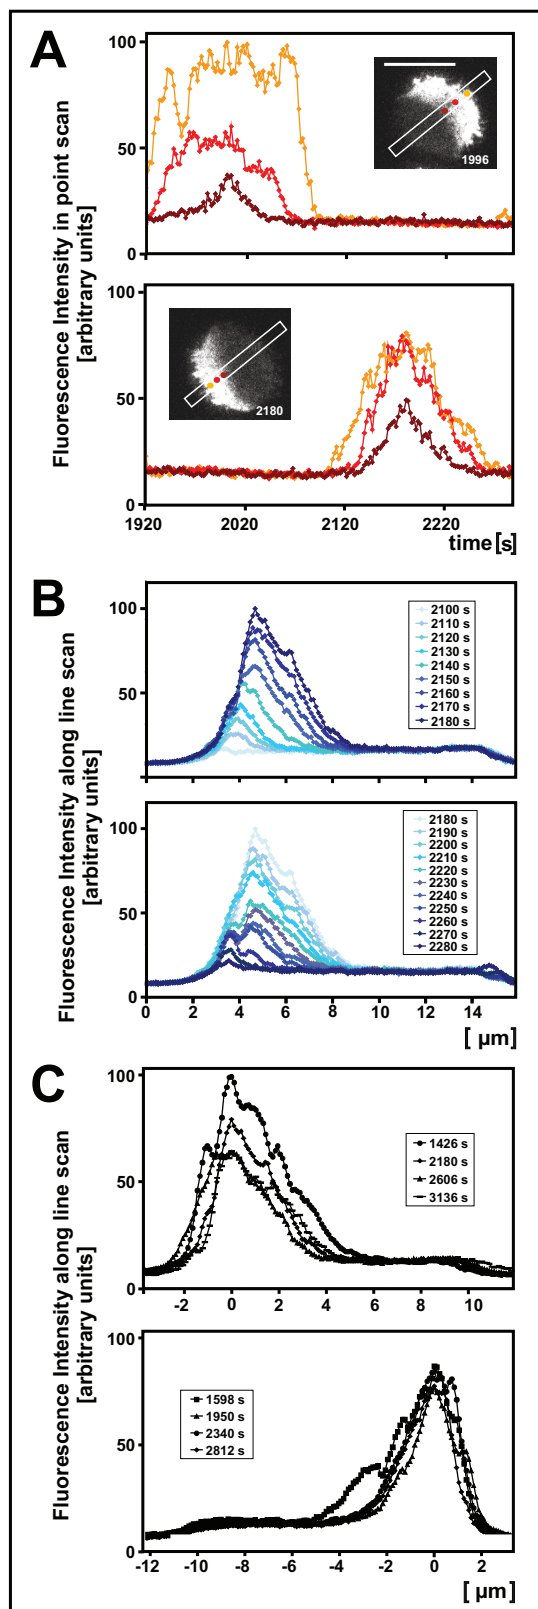 A
Fluorescence Intensity in point scan
[arbitrary units]
100
50
0
1996
100
50
0
2180
1920
2020
2120
2220
time[s]
B
Fluorescence Intensity along line scan
[arbitrary units]
100
50
2100 s
2110 s
2120 s
2130 s
2140 s
2150 s
2160 s
2170 s
2180 s
100
50
0
2180 s
2190 s
2200 s
2210 s
2220 s
2230 s
2240 s
2250 s
2260 s
2270 s
2280 s
0
2
4
6
8
10
12
14
[ µm]
C
Fluorescence Intensity along line scan
[arbitrary units]
100
50
0
1426 s
2180 s
2606 s
3136 s
-2
0
2
4
6
8
10
100
50
0
1598 s
1950 s
2340 s
2812 s
-12
-10
-8
-6
-4
-2
0
2
[ µm]